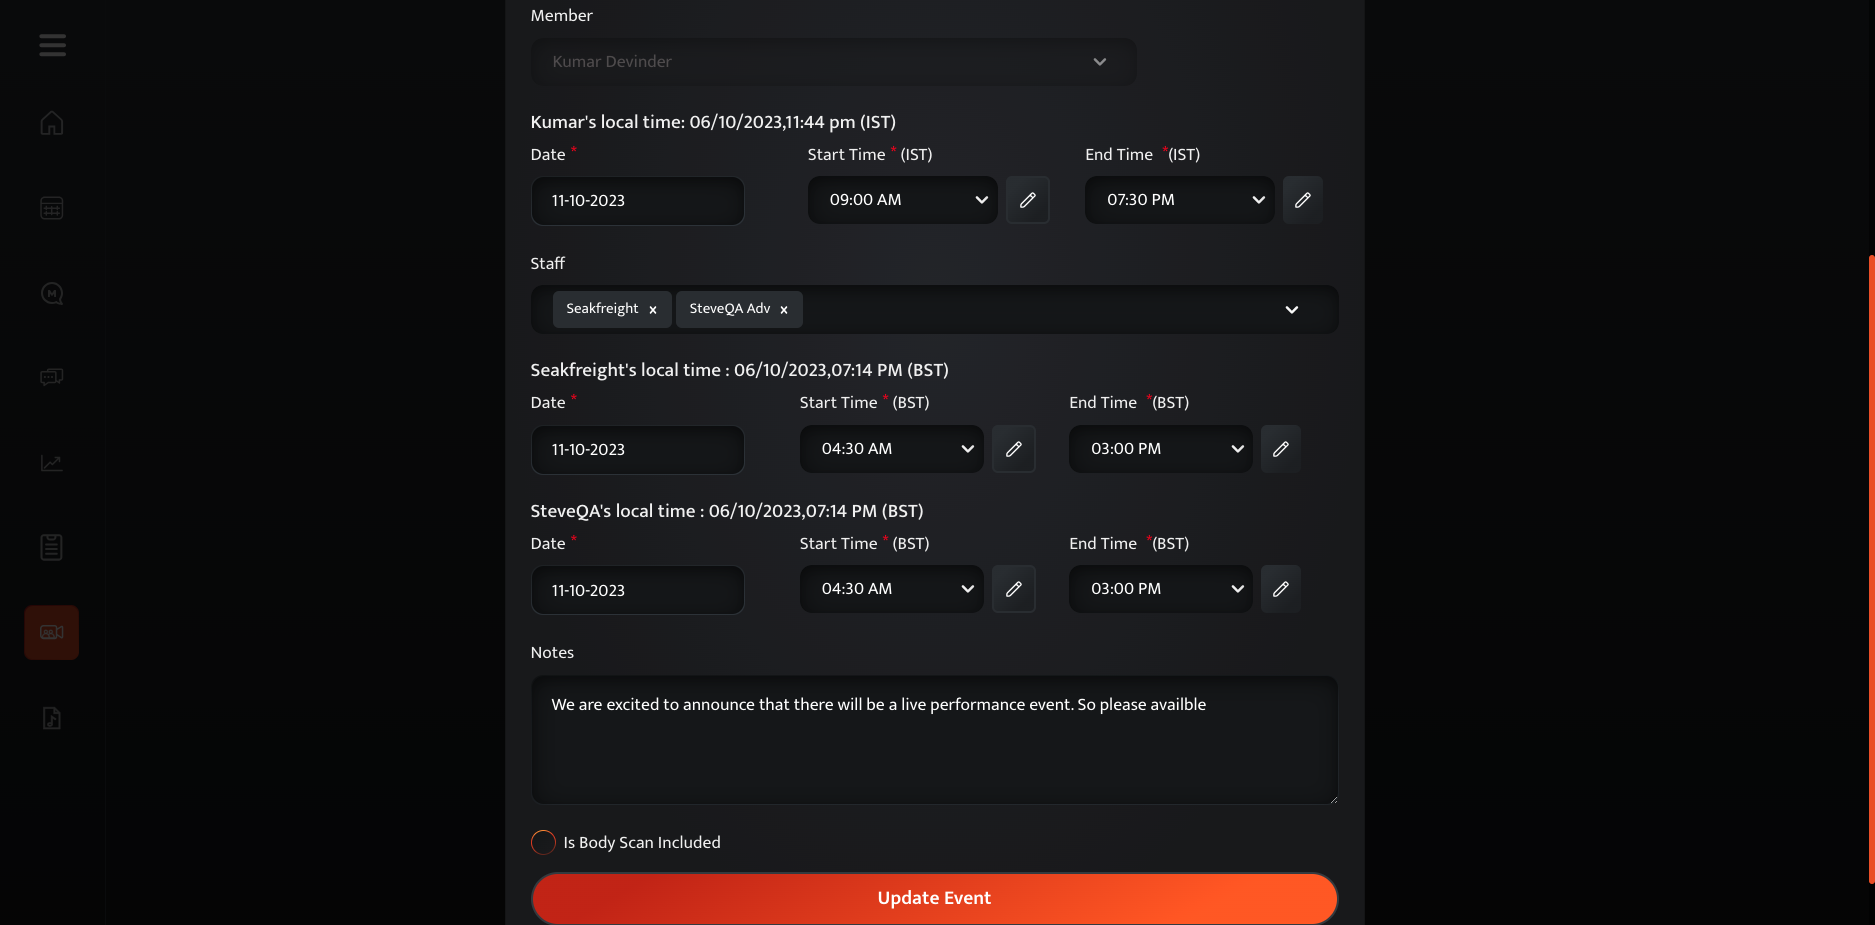 Member
Kumar Devinder
Kumar's local time: 06/10/2023,11:44 pm (IST)
Date * Start Time * (IST) End Time *(IST)
11-10-2023 09:00 AM 07:30 PM
Staff
Seakfreight x SteveQA Adv x
Seakfreight's local time : 06/10/2023,07:14 PM (BST)
Date * Start Time * (BST) End Time *(BST)
11-10-2023 04:30 AM 03:00 PM
SteveQA's local time : 06/10/2023,07:14 PM (BST)
Date * Start Time * (BST) End Time *(BST)
11-10-2023 04:30 AM 03:00 PM
Notes
We are excited to announce that there will be a live performance event. So please availble
Is Body Scan Included
Update Event